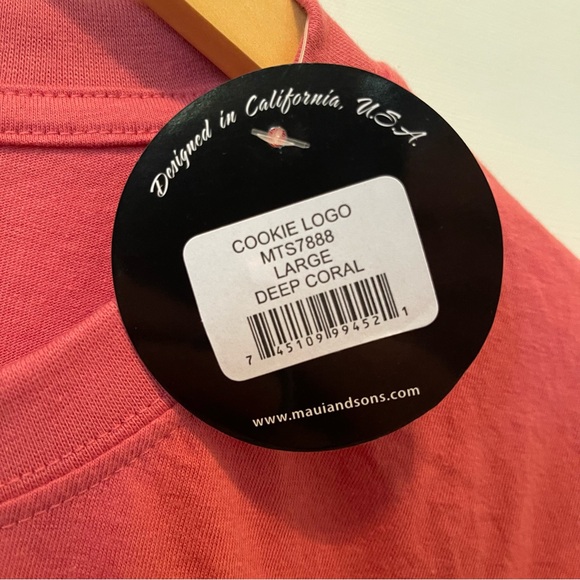 Designed in California, U.S.A.
COOKIE LOGO
MTS7888
LARGE
DEEP CORAL
7 45109 99452 1
www.mauiandsons.com